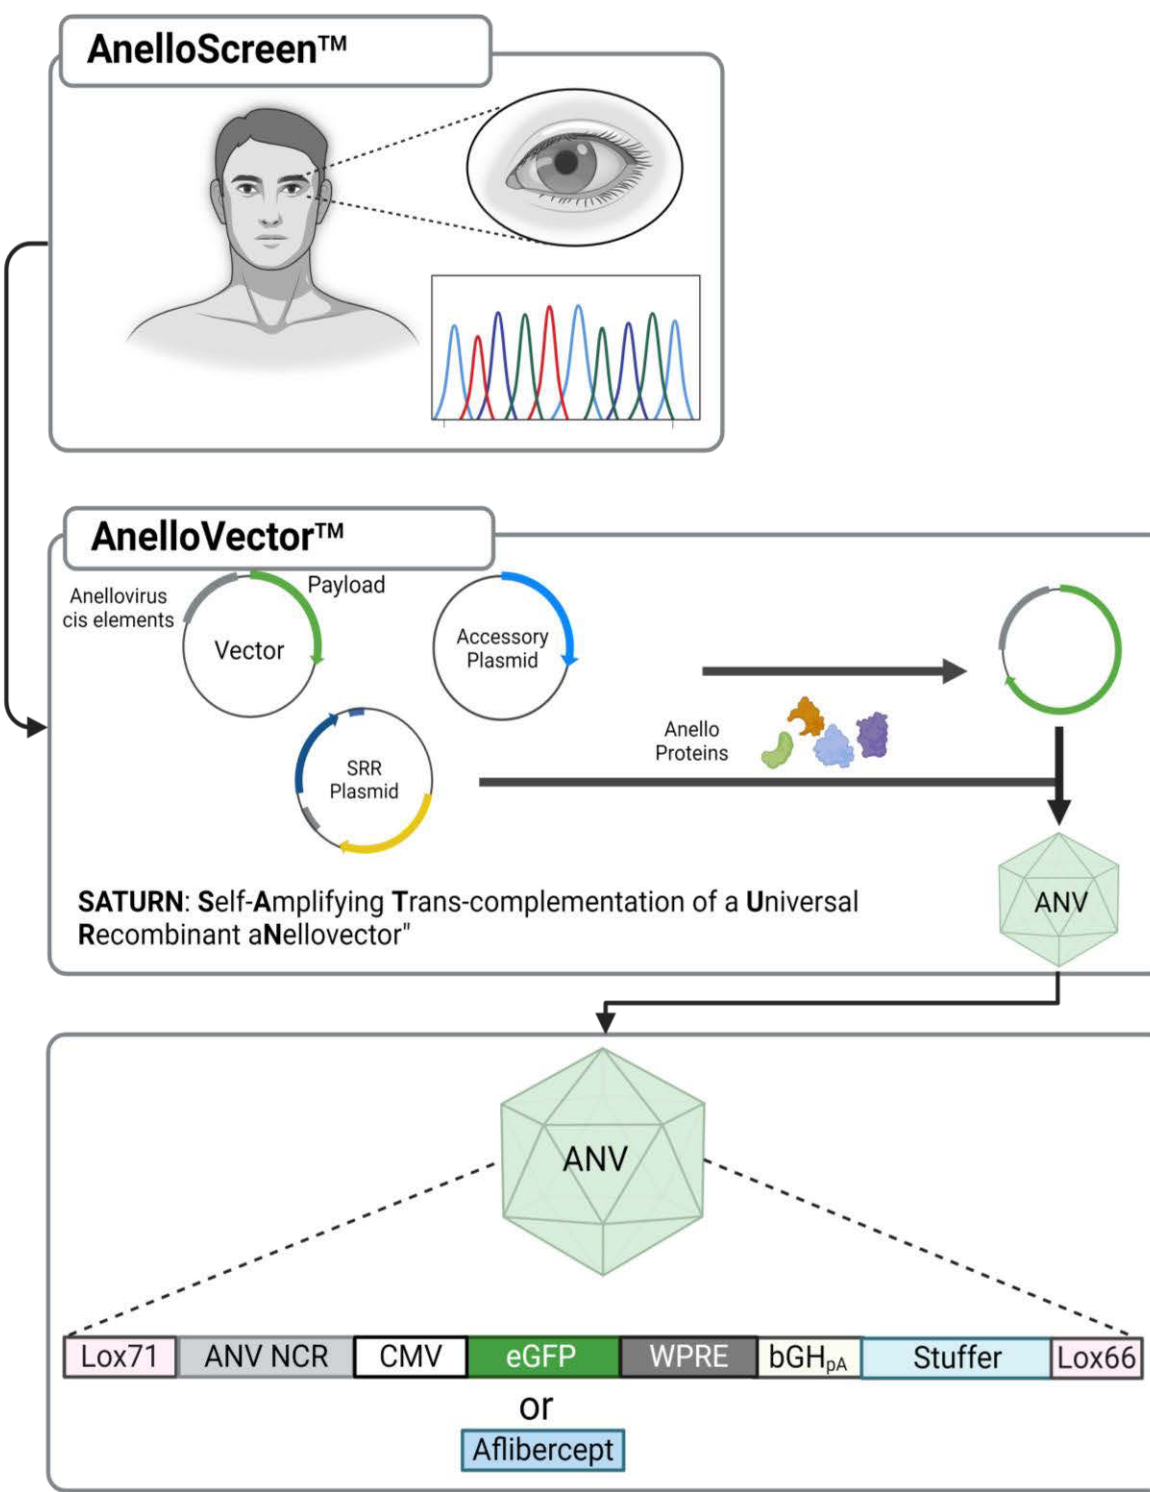 AnelloScreen™
AnelloVector™
Anellovirus
cis elements
Payload
Vector
Accessory
Plasmid
SRR
Plasmid
Anello
Proteins
SATURN: Self-Amplifying Trans-complementation of a Universal
Recombinant aNellovector"
ANV
ANV
Lox71 ANV NCR CMV eGFP WPRE bGHpA Stuffer Lox66
or
Aflibercept